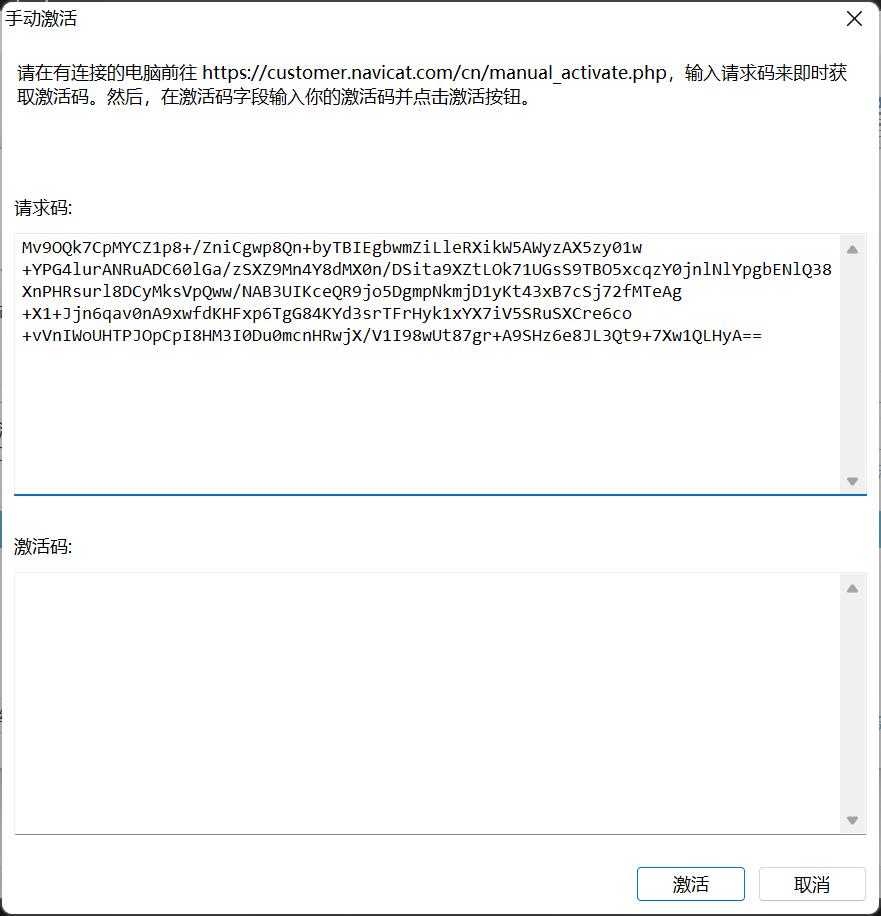 手动激活
请在有连接的电脑前往 https://customer.navicat.com/cn/manual_activate.php，输入请求码来即时获
取激活码。然后，在激活码字段输入你的激活码并点击激活按钮。
请求码:
Mv9OQk7CpMYCZ1p8+/ZniCgwp8Qn+byTBIEgbwmZiLleRXikW5AWyzAX5zy01w
+YPG4lurANRuADC60lGa/zSXZ9Mn4Y8dMX0n/DSita9XZtLOk71UGsS9TBO5xcqzY0jnlNlYpgbENlQ38
XnPHRsurl8DCyMksVpQww/NAB3UIKceQR9jo5DgmpNkmjD1yKt43xB7cSj72fMTeAg
+X1+Jjn6qav0nA9xwfdKHFxp6TgG84KYd3srTFrHyk1xYX7iV5SRuSXCre6co
+vVnIWoUHTPJOpCpI8HM3I0Du0mcnHRwjX/V1I98wUt87gr+A9SHz6e8JL3Qt9+7Xw1QLHyA==
激活码:
激活
取消